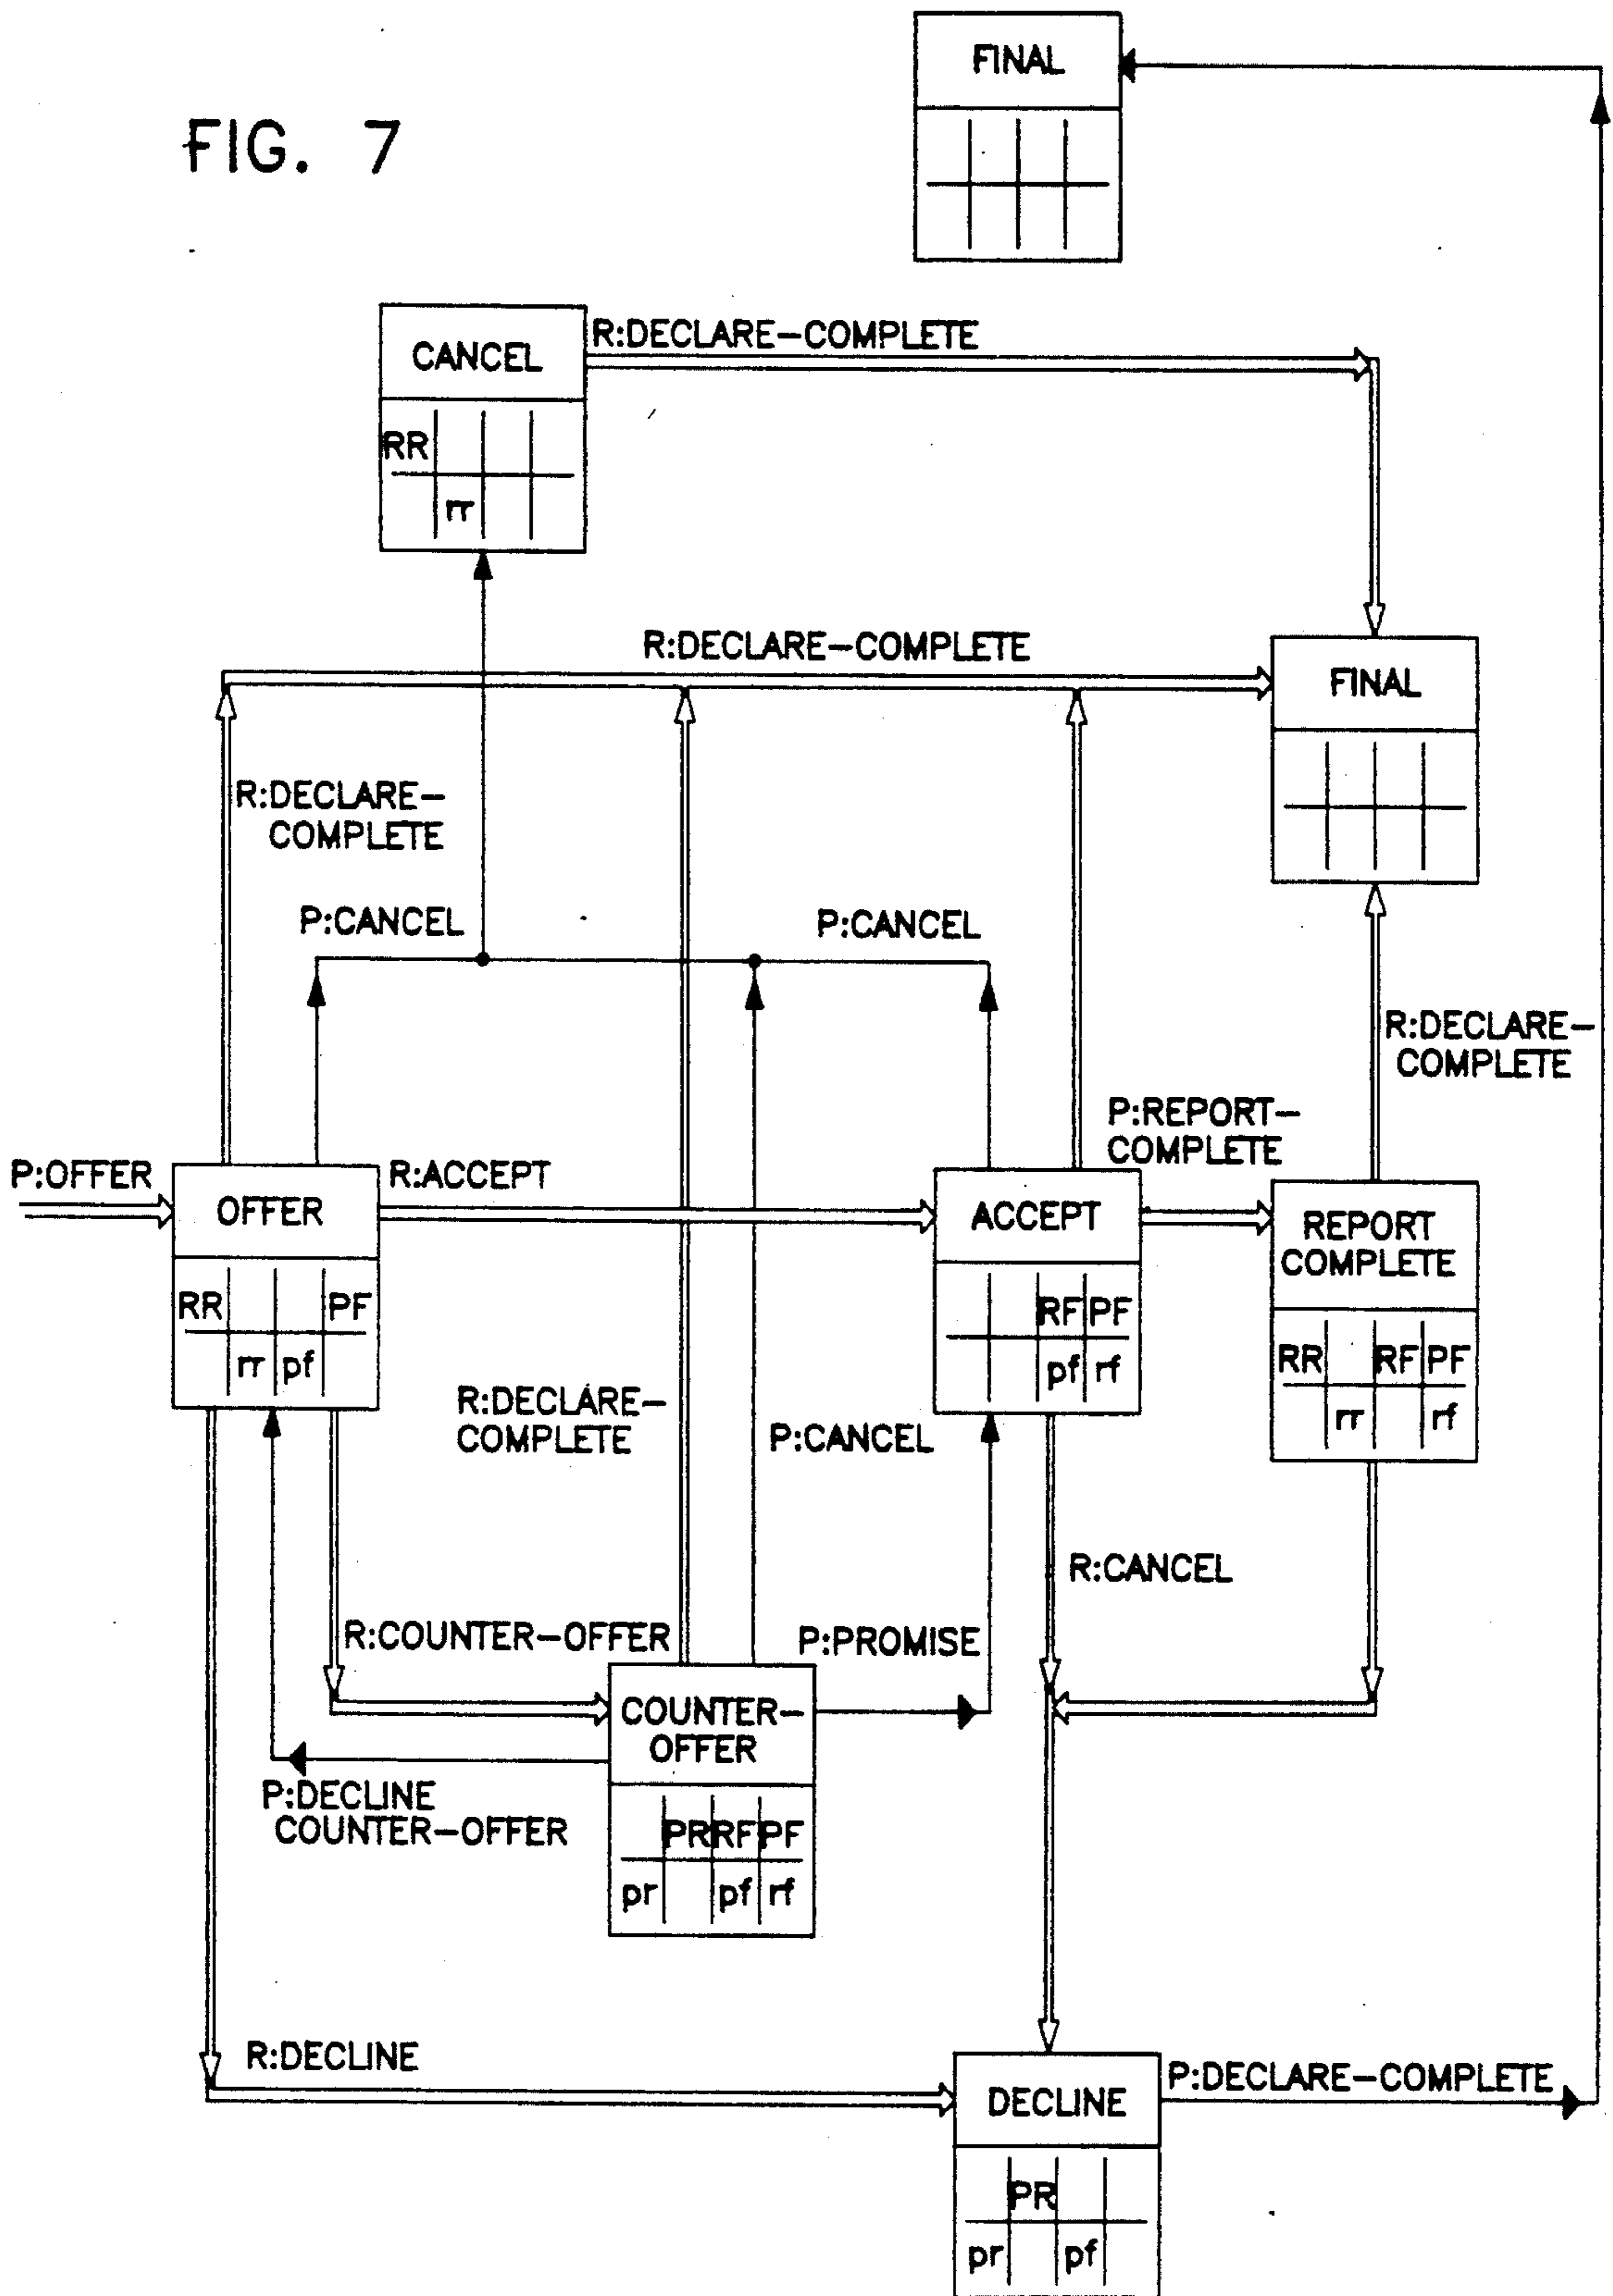 FINAL
FIG. 7
CANCEL
R:DECLARE-COMPLETE
RR
rr
R:DECLARE-COMPLETE
FINAL
R:DECLARE-
COMPLETE
P:CANCEL
P:CANCEL
R:DECLARE-
COMPLETE
P:REPORT-
COMPLETE
P:OFFER
OFFER
R:ACCEPT
ACCEPT
REPORT
COMPLETE
RR PF
rr pf
RF PF
pf rf
RR RF PF
rr rf
R:DECLARE-
COMPLETE
P:CANCEL
R:CANCEL
R:COUNTER-OFFER
P:PROMISE
COUNTER-
OFFER
P:DECLINE
COUNTER-OFFER
PR RF PF
pr pf rf
R:DECLINE
DECLINE
P:DECLARE-COMPLETE
PR
pr pf